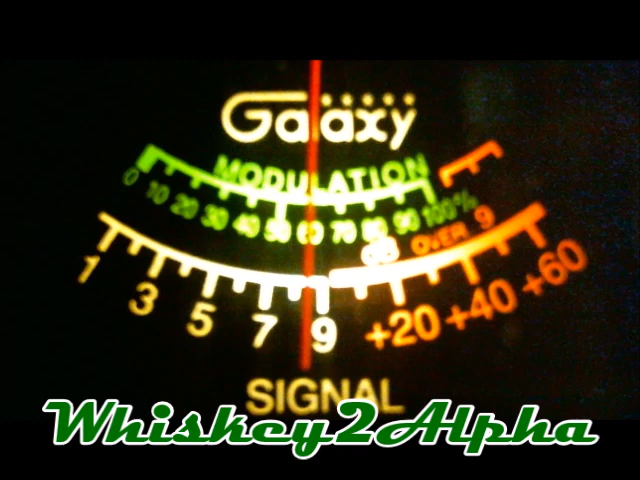 Galaxy
MODULATION
0 10 20 30 40 50 60 70 80 90 100%
dB OVER 9
1 3 5 7 9 +20 +40 +60
SIGNAL
Whiskey2Alpha